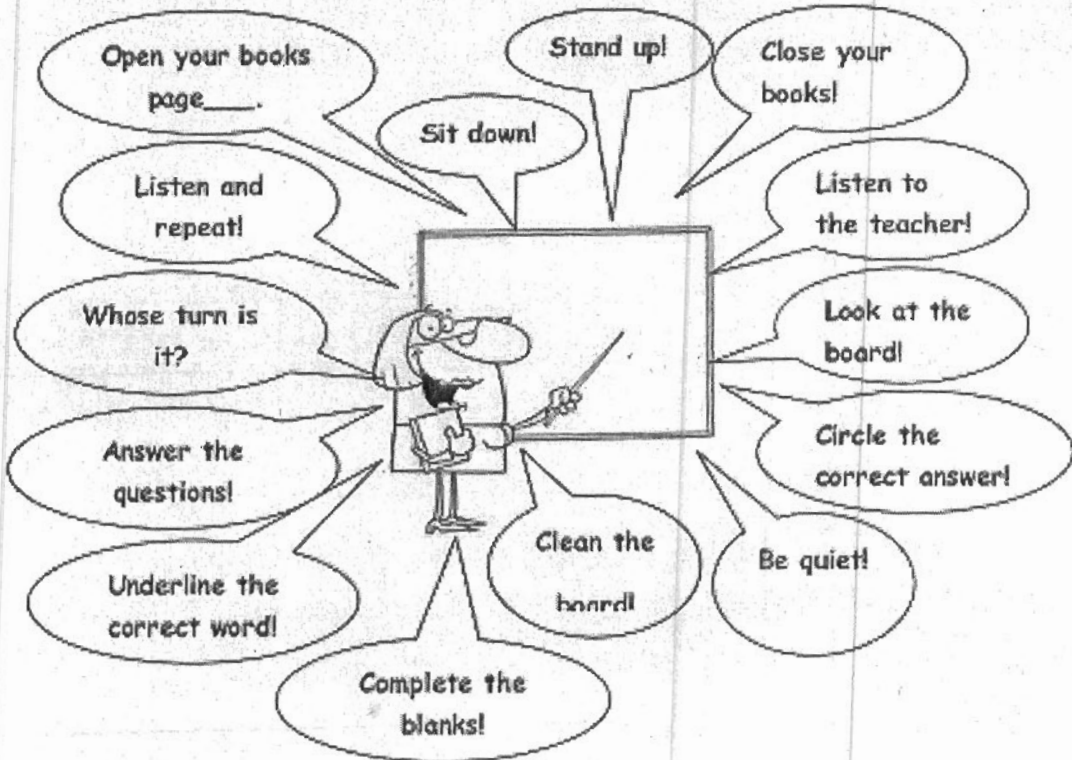 Open your books
page___.
Stand up!
Close your
books!
Sit down!
Listen and
repeat!
Listen to
the teacher!
Whose turn is
it?
Look at the
board!
Answer the
questions!
Circle the
correct answer!
Underline the
correct word!
Clean the
board!
Be quiet!
Complete the
blanks!